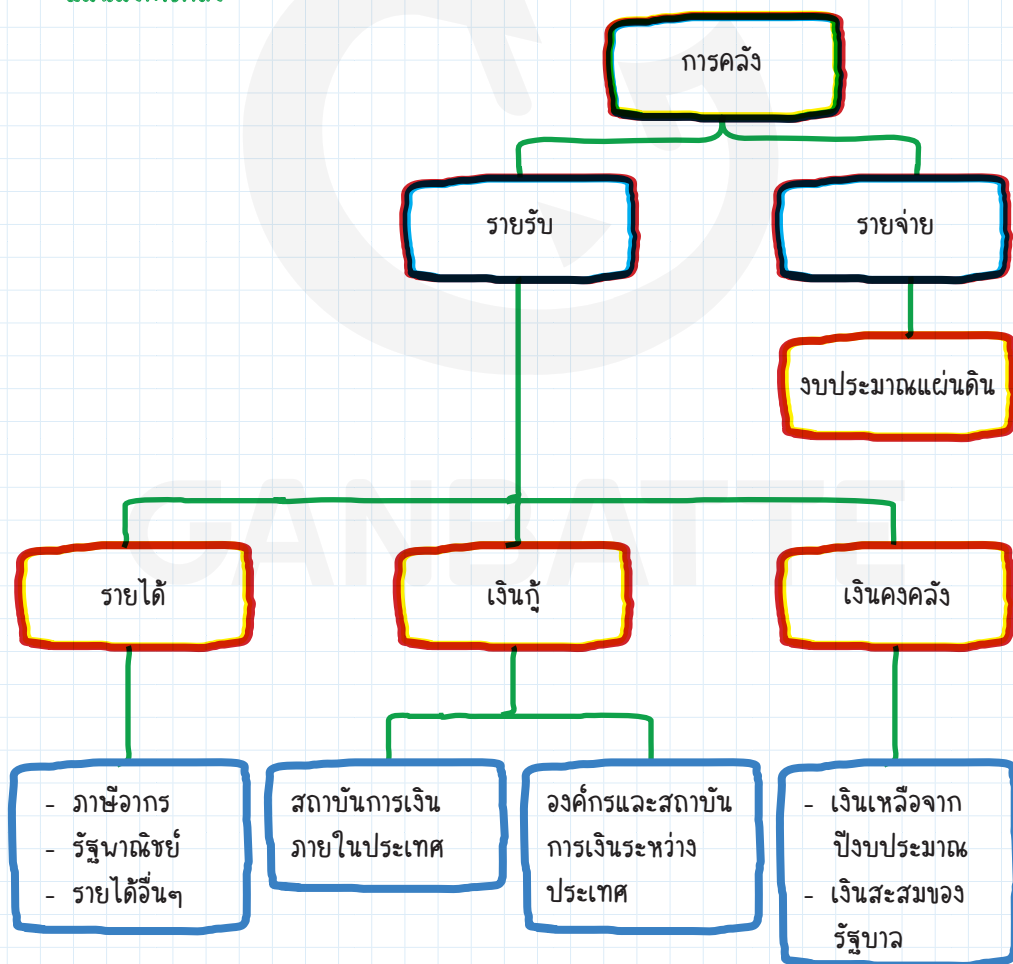 การคลัง
รายรับ
รายจ่าย
งบประมาณแผ่นดิน
GANBATTE
รายได้
เงินกู้
เงินคงคลัง
- ภาษีอากร
- รัฐพาณิชย์
- รายได้อื่นๆ
สถาบันการเงิน
ภายในประเทศ
องค์กรและสถาบัน
การเงินระหว่าง
ประเทศ
- เงินเหลือจาก
ปีงบประมาณ
- เงินสะสมของ
รัฐบาล